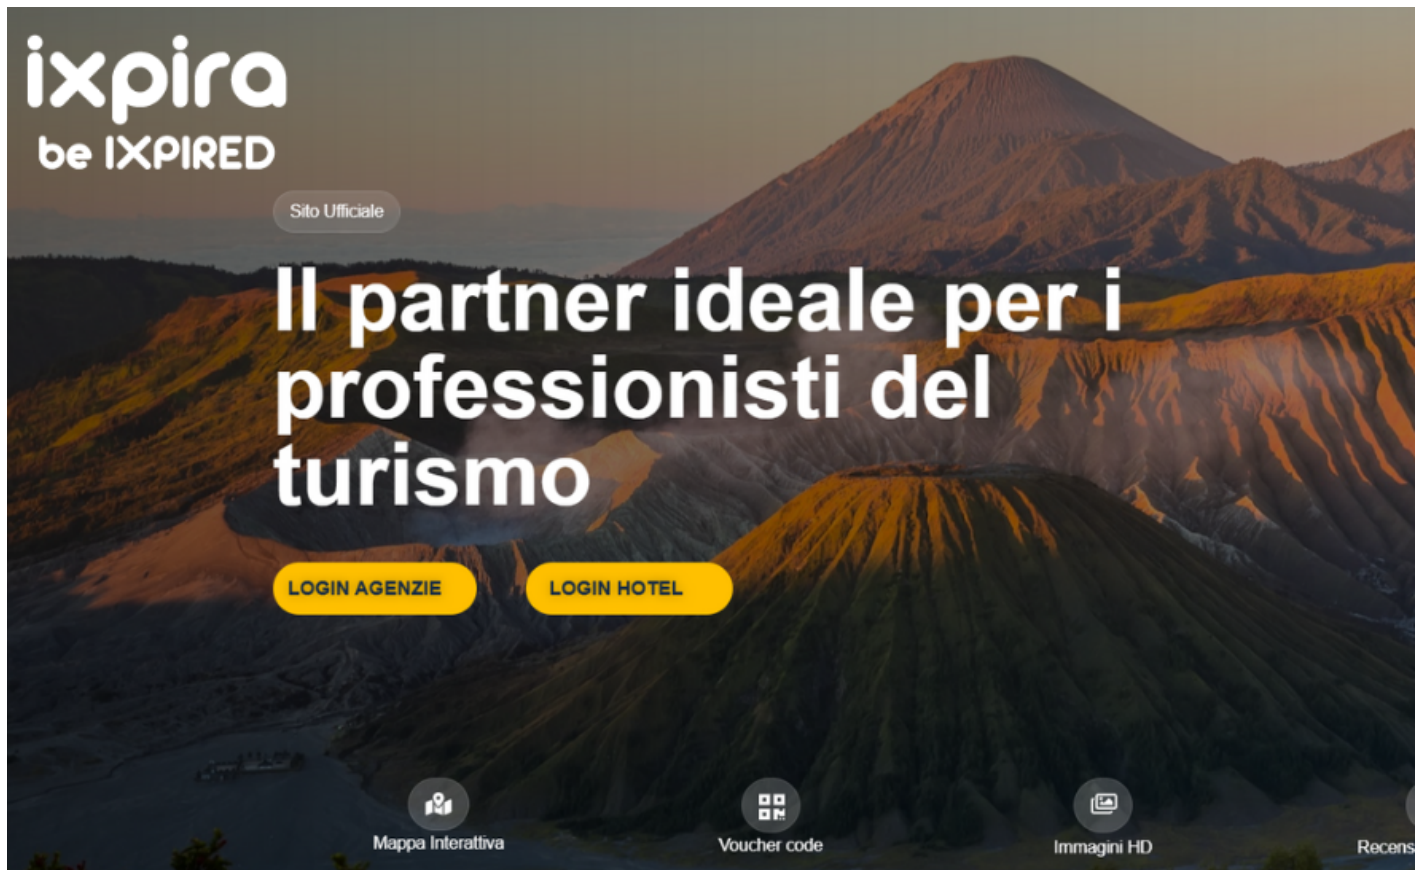 ixpira
be IXPIRED
Sito Ufficiale
Il partner ideale per i
professionisti del
turismo
LOGIN AGENZIE
LOGIN HOTEL
Mappa Interattiva
Voucher code
Immagini HD
Recens